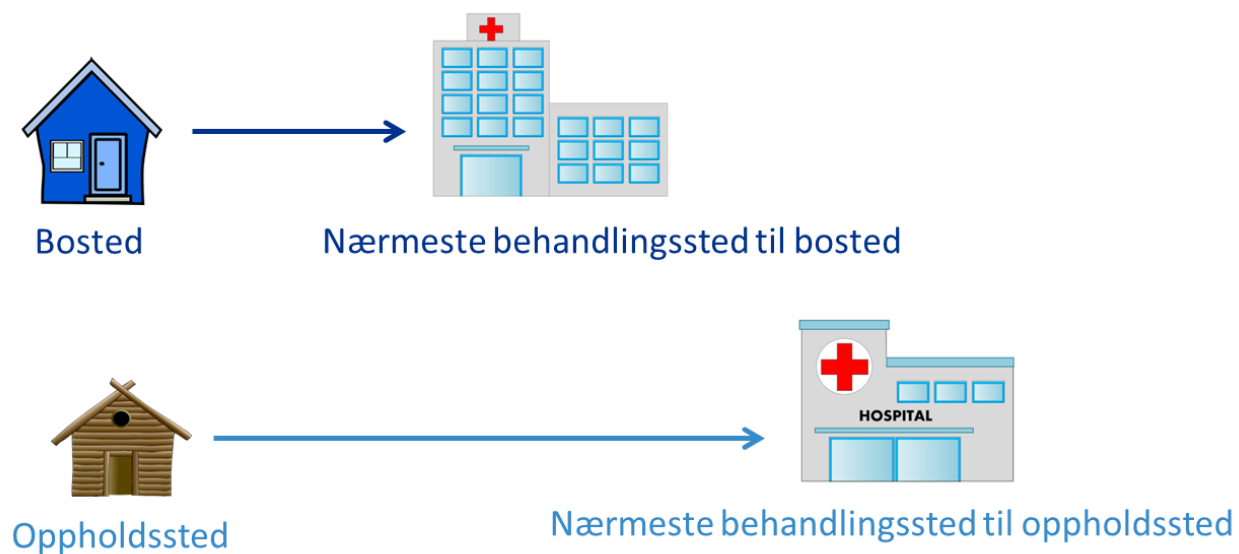 Bosted
Nærmeste behandlingssted til bosted
HOSPITAL
Oppholdssted
Nærmeste behandlingssted til oppholdssted